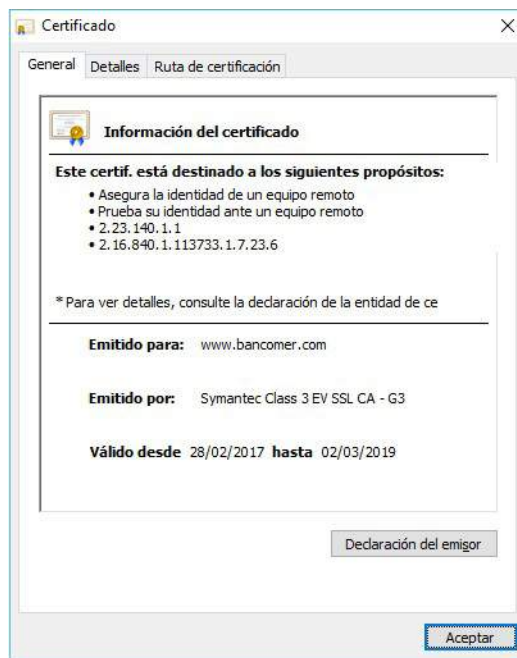 Certificado
General Detalles Ruta de certificación
Información del certificado
Este certif. está destinado a los siguientes propósitos:
• Asegura la identidad de un equipo remoto
• Prueba su identidad ante un equipo remoto
• 2.23.140.1.1
• 2.16.840.1.113733.1.7.23.6
* Para ver detalles, consulte la declaración de la entidad de ce
Emitido para: www.bancomer.com
Emitido por: Symantec Class 3 EV SSL CA - G3
Válido desde 28/02/2017 hasta 02/03/2019
Declaración del emisor
Aceptar